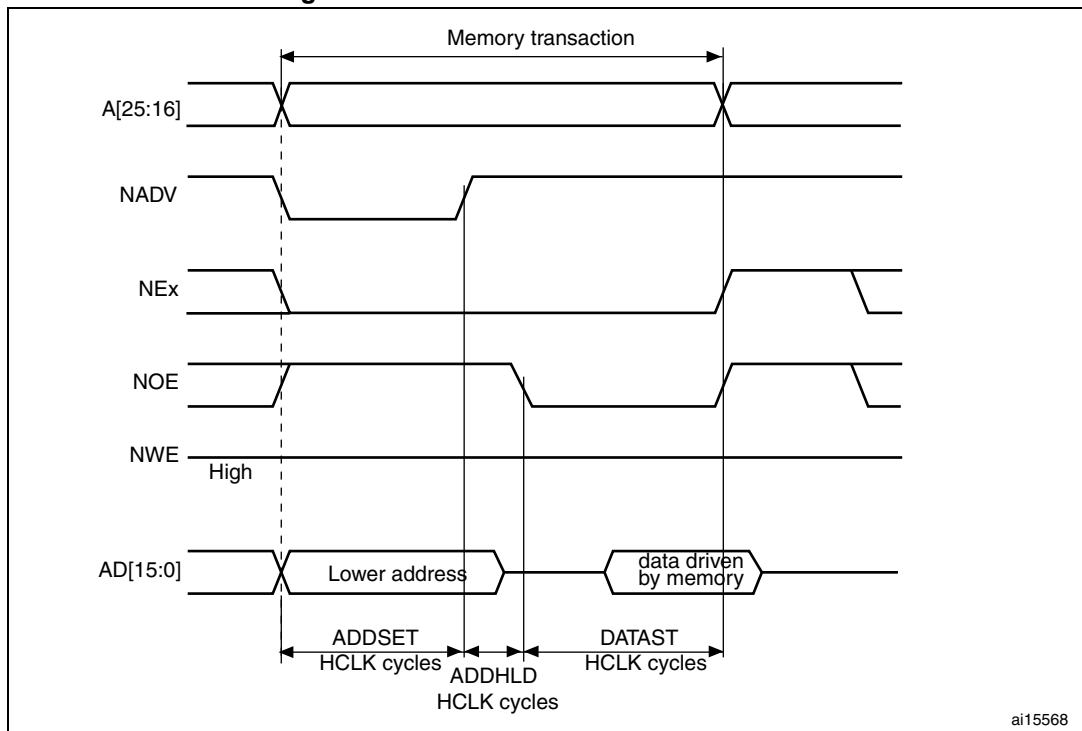 Memory transaction
A[25:16]
NADV
NEx
NOE
NWE
High
AD[15:0]
Lower address
data driven
by memory
ADDSET
HCLK cycles
ADDHLD
HCLK cycles
DATAST
HCLK cycles
ai15568